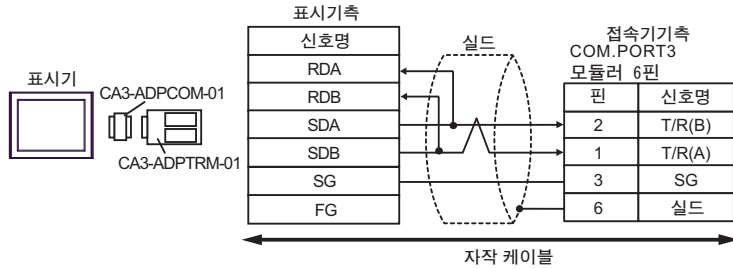 표시기
CA3-ADPCOM-01
CA3-ADPTRM-01
표시기측
신호명
RDA
RDB
SDA
SDB
SG
FG
실드
접속기기측
COM.PORT3
모듈러 6핀
핀 신호명
2 T/R(B)
1 T/R(A)
3 SG
6 실드
자작 케이블